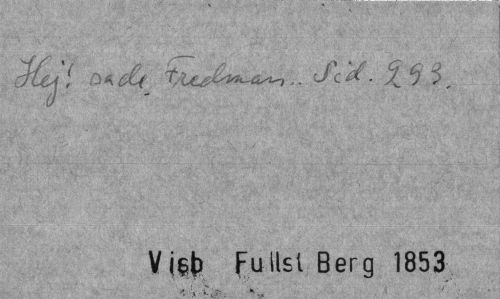 Hej! sade, Fredman.. Sid. 293.
Visb Fullst Berg 1853